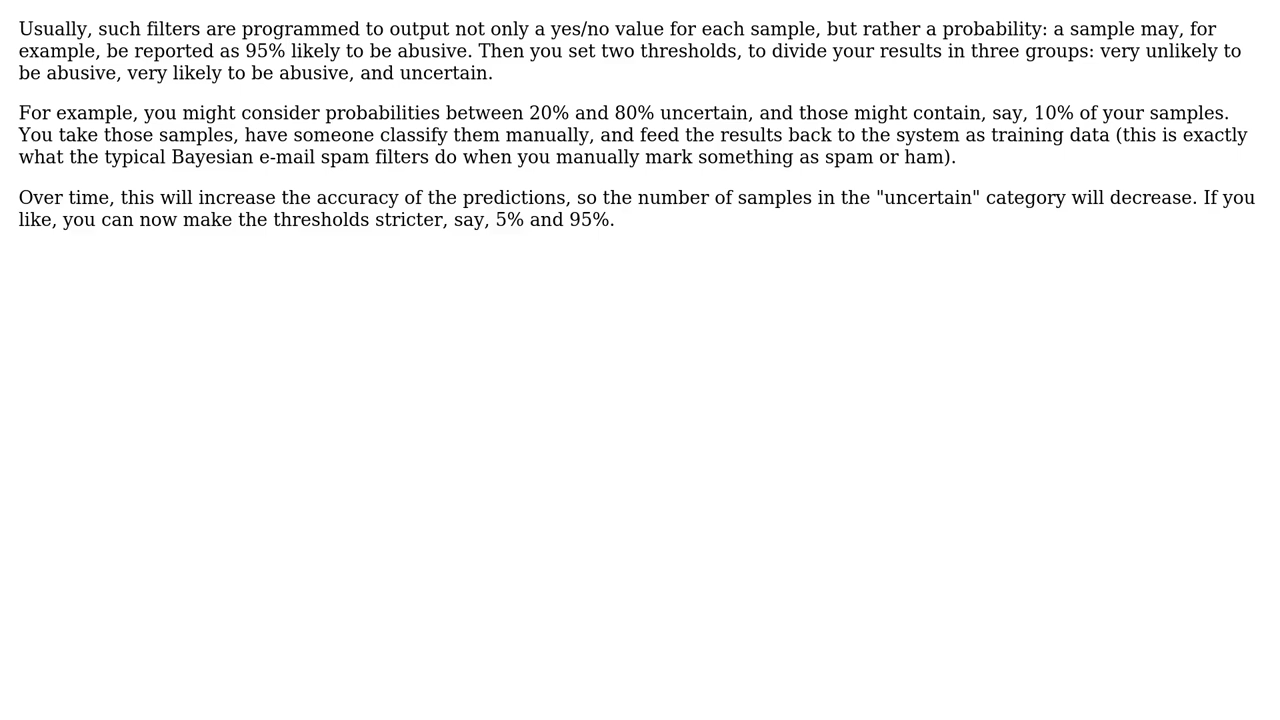 Usually, such filters are programmed to output not only a yes/no value for each sample, but rather a probability: a sample may, for
example, be reported as 95% likely to be abusive. Then you set two thresholds, to divide your results in three groups: very unlikely to
be abusive, very likely to be abusive, and uncertain.
For example, you might consider probabilities between 20% and 80% uncertain, and those might contain, say, 10% of your samples.
You take those samples, have someone classify them manually, and feed the results back to the system as training data (this is exactly
what the typical Bayesian e-mail spam filters do when you manually mark something as spam or ham).
Over time, this will increase the accuracy of the predictions, so the number of samples in the "uncertain" category will decrease. If you
like, you can now make the thresholds stricter, say, 5% and 95%.